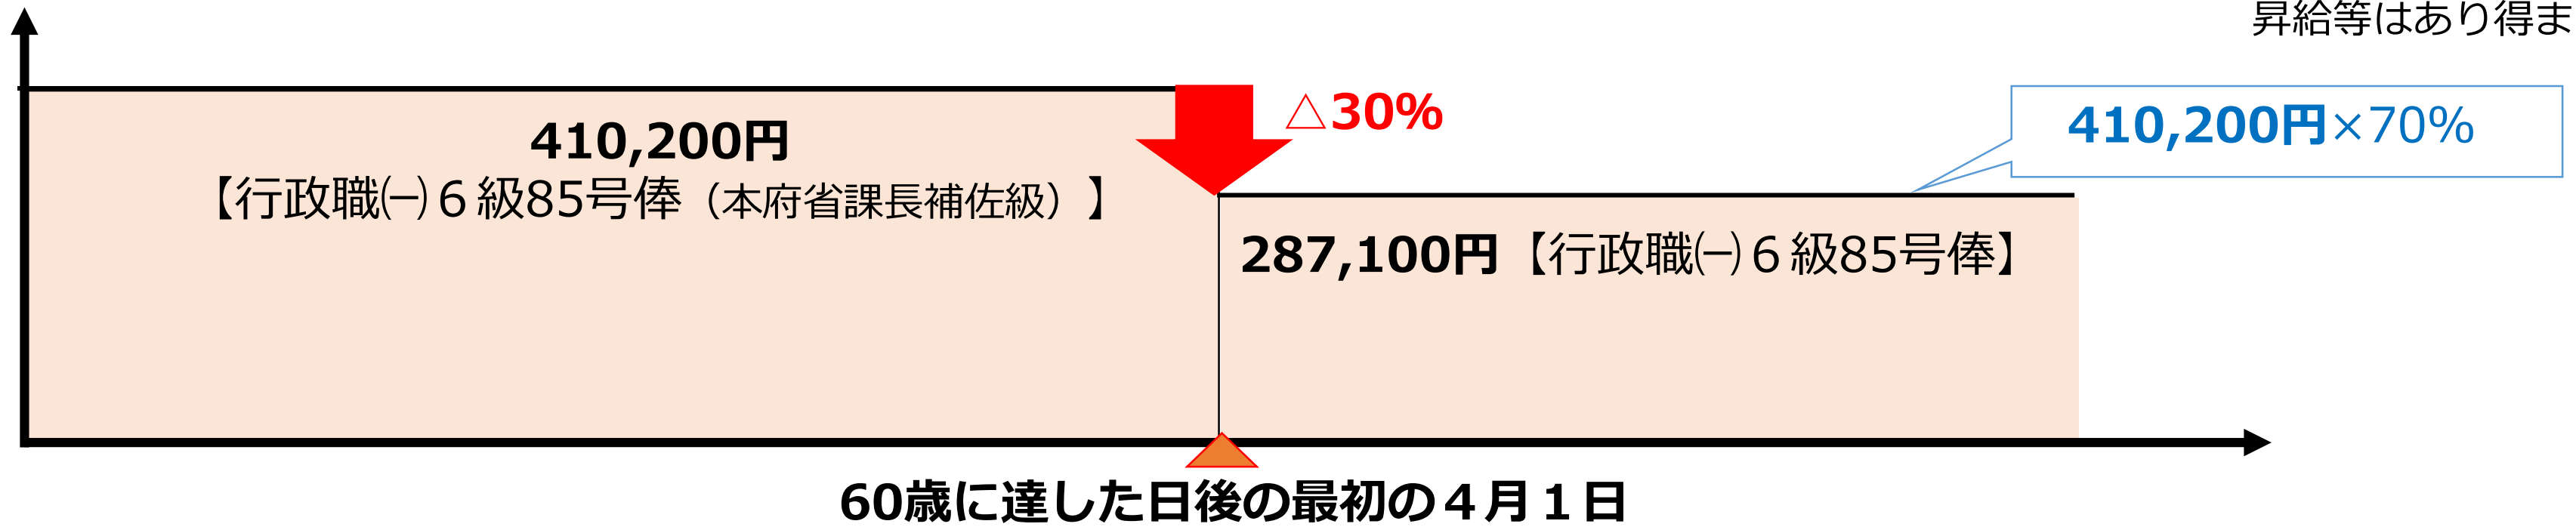 昇給等はあり得ま
410,200円
【行政職㈠６級85号俸（本府省課長補佐級）】
△30%
410,200円×70%
287,100円【行政職㈠６級85号俸】
60歳に達した日後の最初の４月１日